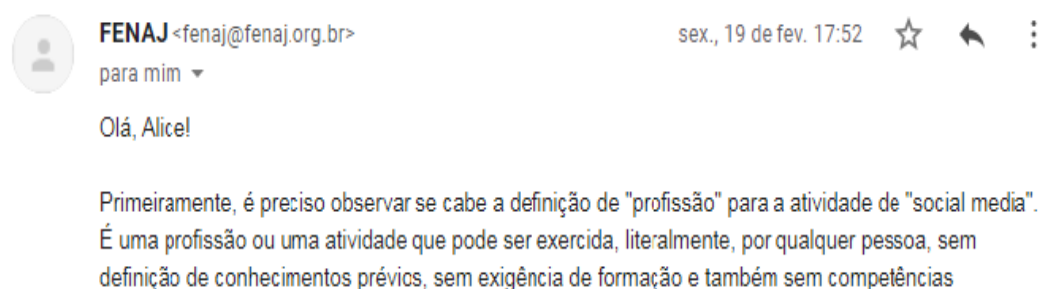 FENAJ <fenaj@fenaj.org.br> sex., 19 de fev. 17:52
para mim
Olá, Alice!
Primeiramente, é preciso observar se cabe a definição de "profissão" para a atividade de "social media".
É uma profissão ou uma atividade que pode ser exercida, literalmente, por qualquer pessoa, sem
definição de conhecimentos prévios, sem exigência de formação e também sem competências